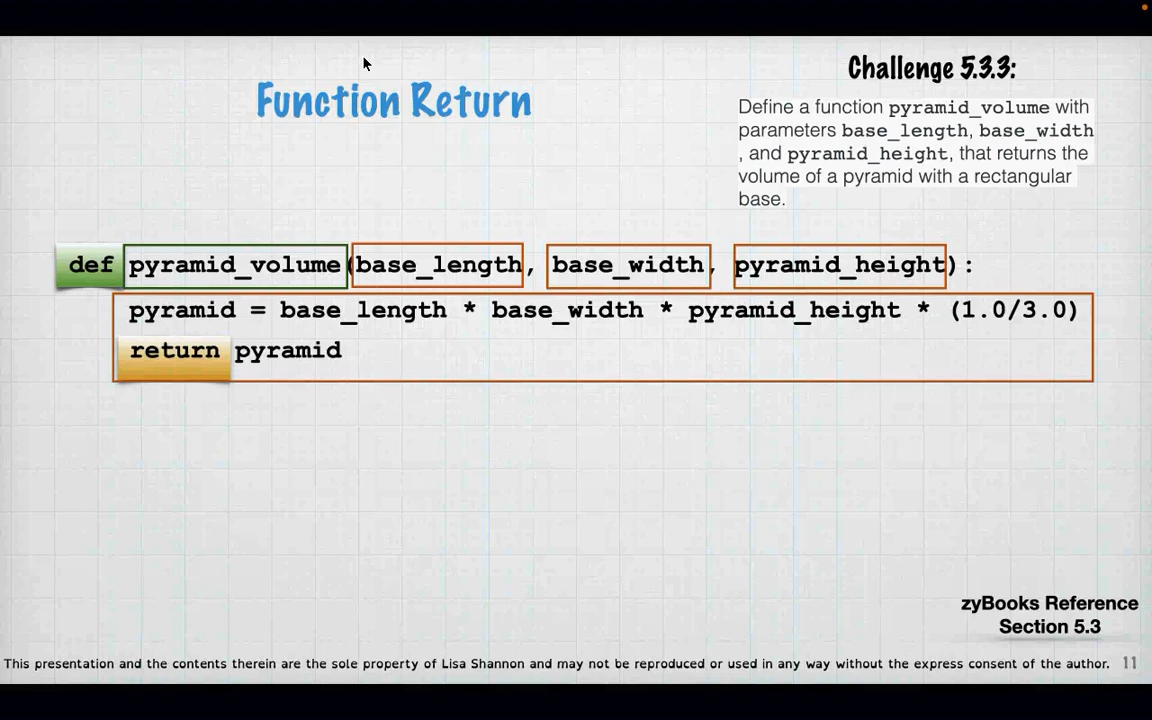 Function Return
Challenge 5.3.3:
Define a function pyramid_volume with
parameters base_length, base_width
, and pyramid_height, that returns the
volume of a pyramid with a rectangular
base.
def pyramid_volume(base_length, base_width, pyramid_height):
pyramid = base_length * base_width * pyramid_height * (1.0/3.0)
return pyramid
zyBooks Reference
Section 5.3
This presentation and the contents therein are the sole property of Lisa Shannon and may not be reproduced or used in any way without the express consent of the author. 11